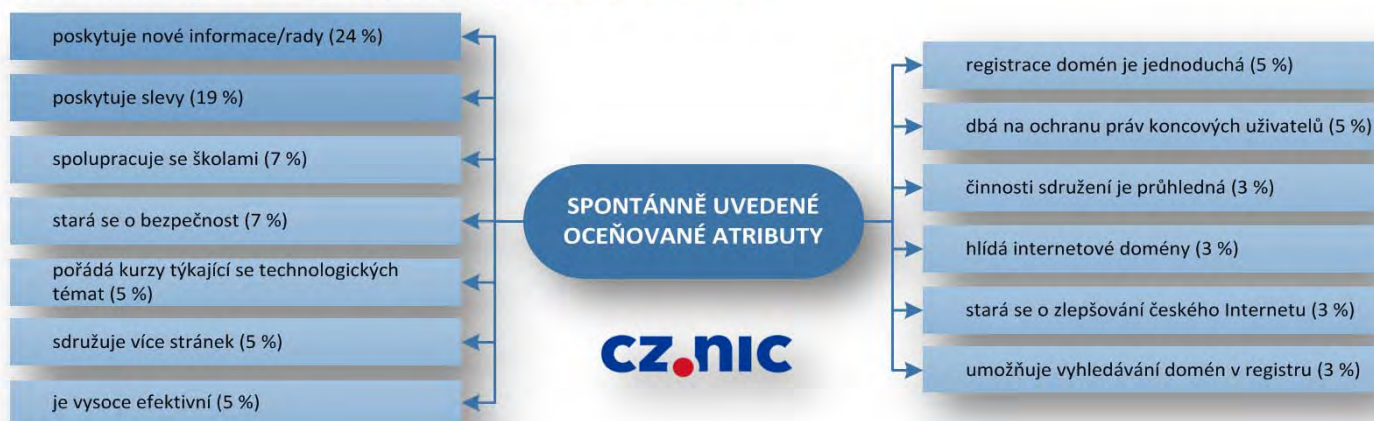 poskytuje nové informace/rady (24 %)
poskytuje slevy (19 %)
spolupracuje se školami (7 %)
stará se o bezpečnost (7 %)
pořádá kurzy týkající se technologických
témat (5 %)
sdružuje více stránek (5 %)
je vysoce efektivní (5 %)
SPONTÁNNĚ UVEDENÉ
OCEŇOVANÉ ATRIBUTY
cz.nic
registrace domén je jednoduchá (5 %)
dbá na ochranu práv koncových uživatelů (5 %)
činnosti sdružení je průhledná (3 %)
hlídá internetové domény (3 %)
stará se o zlepšování českého Internetu (3 %)
umožňuje vyhledávání domén v registru (3 %)